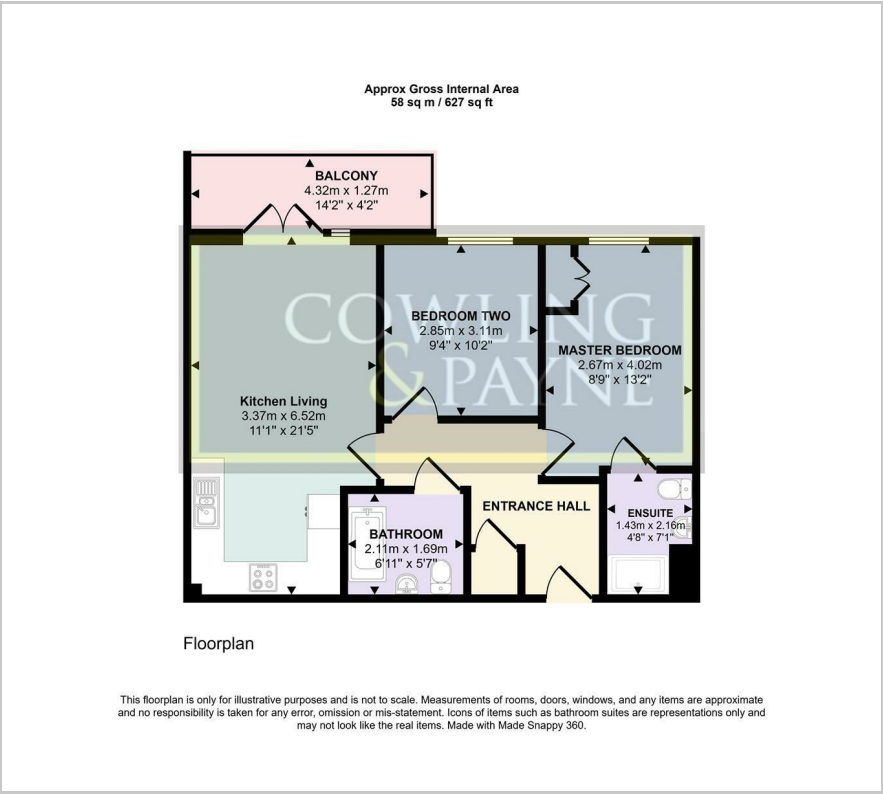 Approx Gross Internal Area
58 sq m / 627 sq ft
BALCONY
4.32m x 1.27m
14'2" x 4'2"
COWLING
& PAYNE
BEDROOM TWO
2.85m x 3.11m
9'4" x 10'2"
MASTER BEDROOM
2.67m x 4.02m
8'9" x 13'2"
Kitchen Living
3.37m x 6.52m
11'1" x 21'5"
ENTRANCE HALL
ENSUITE
1.43m x 2.16m
4'8" x 7'1"
BATHROOM
2.11m x 1.69m
6'11" x 5'7"
Floorplan
This floorplan is only for illustrative purposes and is not to scale. Measurements of rooms, doors, windows, and any items are approximate
and no responsibility is taken for any error, omission or mis-statement. Icons of items such as bathroom suites are representations only and
may not look like the real items. Made with Made Snappy 360.